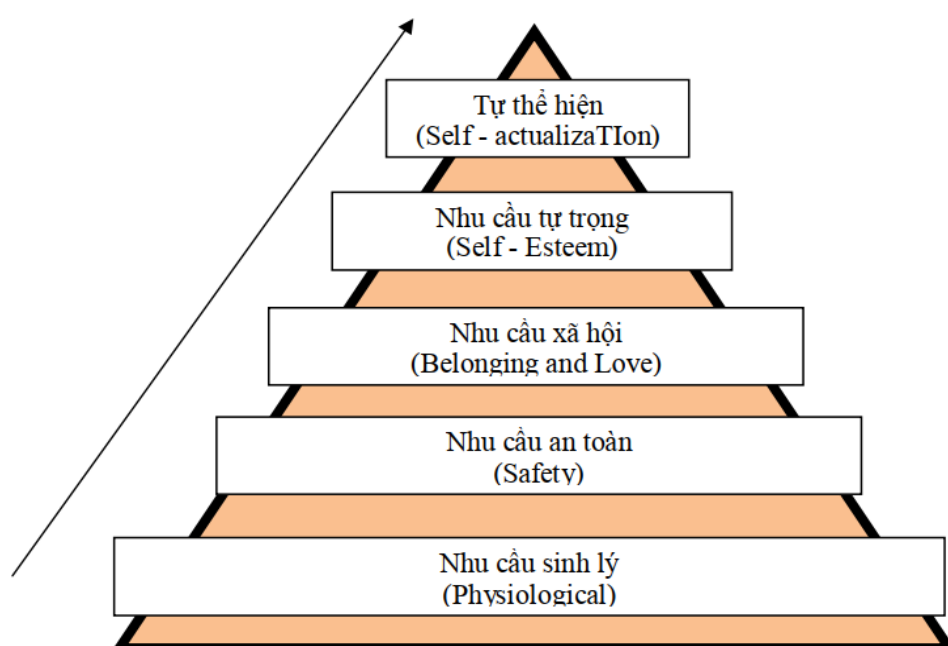 Tự thể hiện
(Self - actualizaTIon)
Nhu cầu tự trọng
(Self - Esteem)
Nhu cầu xã hội
(Belonging and Love)
Nhu cầu an toàn
(Safety)
Nhu cầu sinh lý
(Physiological)